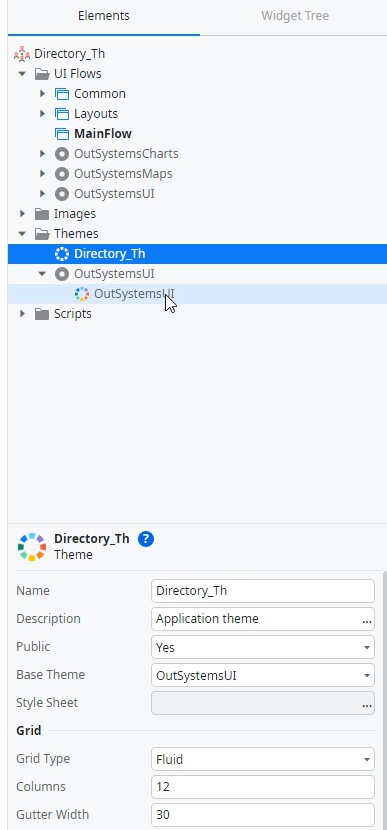 Elements Widget Tree
Directory_Th
UI Flows
Common
Layouts
MainFlow
OutSystemsCharts
OutSystemsMaps
OutSystemsUI
Images
Themes
Directory_Th
OutSystemsUI
OutSystemsUI
Scripts
Directory_Th ?
Theme
Name Directory_Th
Description Application theme ...
Public Yes
Base Theme OutSystemsUI
Style Sheet ...
Grid
Grid Type Fluid
Columns 12
Gutter Width 30